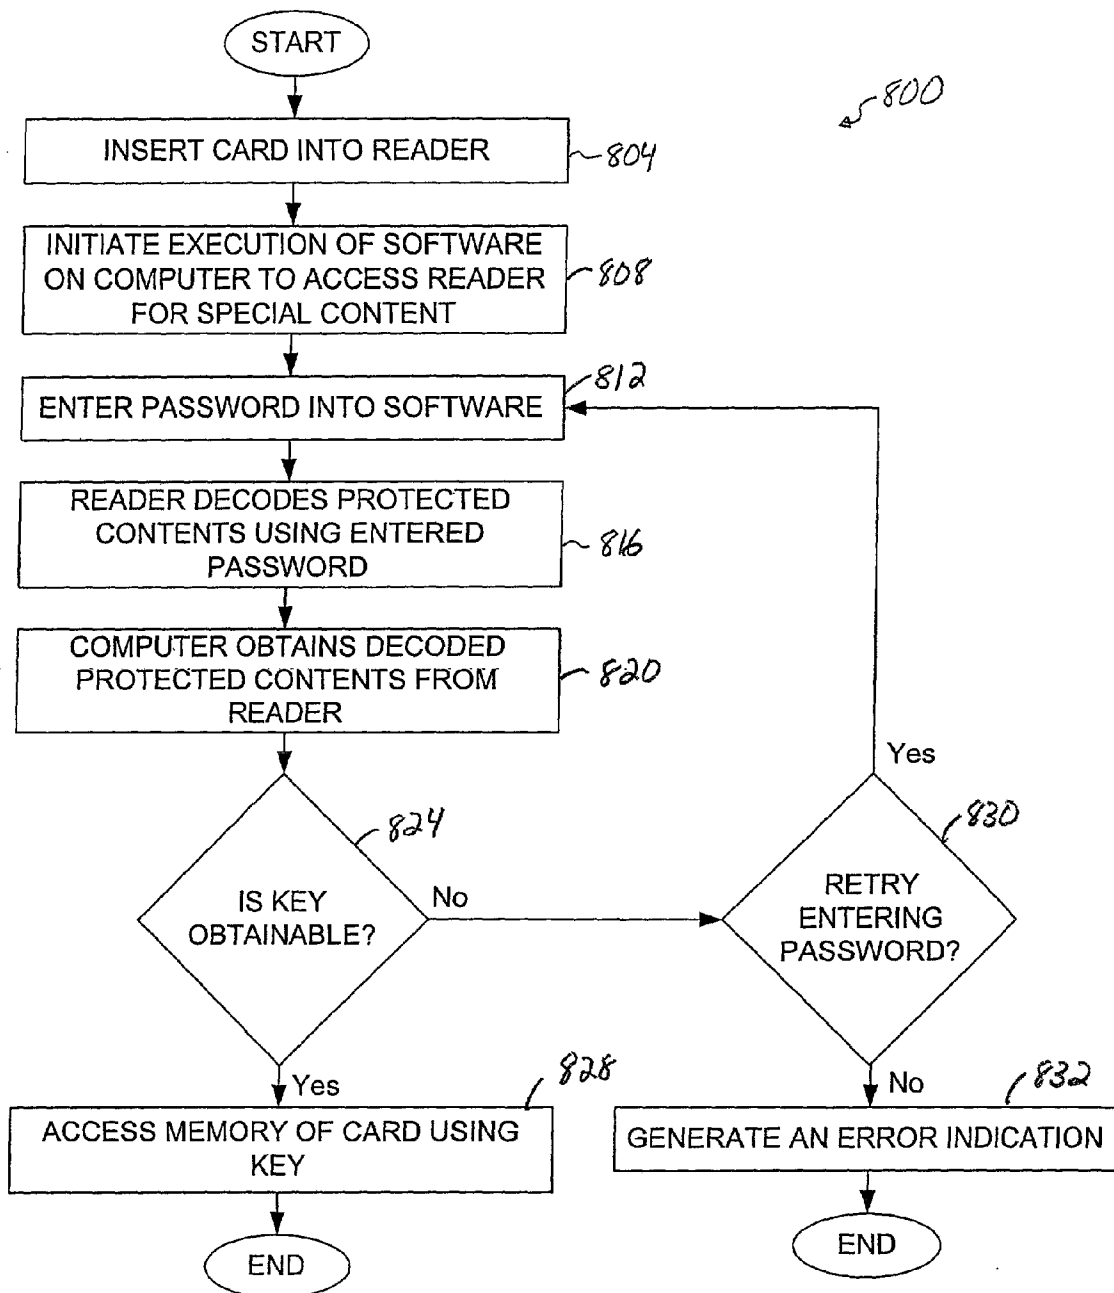 START
800
INSERT CARD INTO READER
804
INITIATE EXECUTION OF SOFTWARE
ON COMPUTER TO ACCESS READER
FOR SPECIAL CONTENT
808
812
ENTER PASSWORD INTO SOFTWARE
READER DECODES PROTECTED
CONTENTS USING ENTERED
PASSWORD
816
COMPUTER OBTAINS DECODED
PROTECTED CONTENTS FROM
READER
820
Yes
824
830
IS KEY
OBTAINABLE?
No
RETRY
ENTERING
PASSWORD?
Yes
828
No
832
ACCESS MEMORY OF CARD USING
KEY
GENERATE AN ERROR INDICATION
END
END